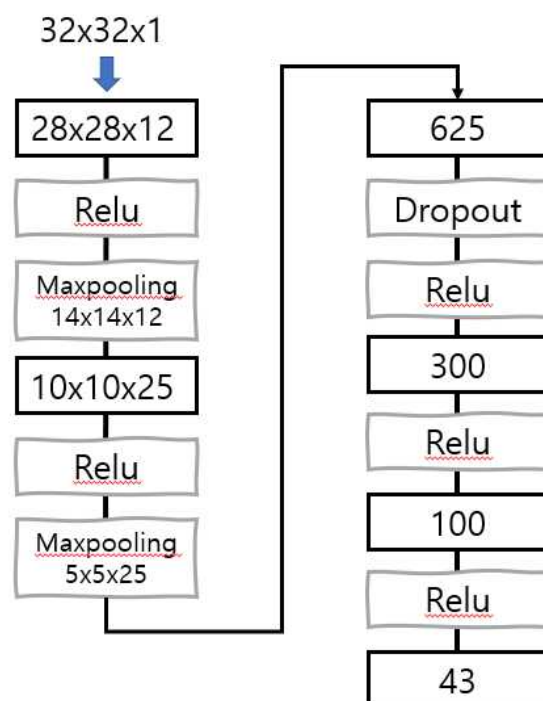 32x32x1
28x28x12
Relu
Maxpooling
14x14x12
10x10x25
Relu
Maxpooling
5x5x25
625
Dropout
Relu
300
Relu
100
Relu
43